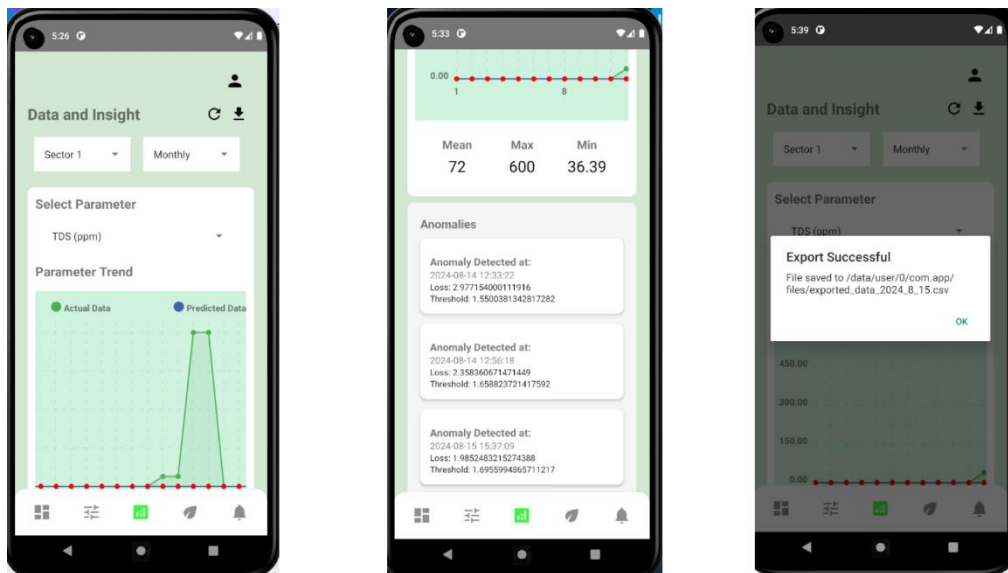 5:26
Data and Insight
Sector 1
Monthly
Select Parameter
TDS (ppm)
Parameter Trend
Actual Data
Predicted Data
5:33
0.00
1
8
Mean
Max
Min
72
600
36.39
Anomalies
Anomaly Detected at:
2024-08-14 12:33:22
Loss: 2.977154000111916
Threshold: 1.5500381342817282
Anomaly Detected at:
2024-08-14 12:56:18
Loss: 2.358360671471449
Threshold: 1.658823721417592
Anomaly Detected at:
2024-08-15 15:37:09
Loss: 1.9852483215274388
Threshold: 1.6955994865711217
5:39
Data and Insight
Sector 1
Monthly
Select Parameter
TDS (ppm)
Export Successful
File saved to /data/user/0/com.app/
files/exported_data_2024_8_15.csv
OK
450.00
300.00
150.00
0.00